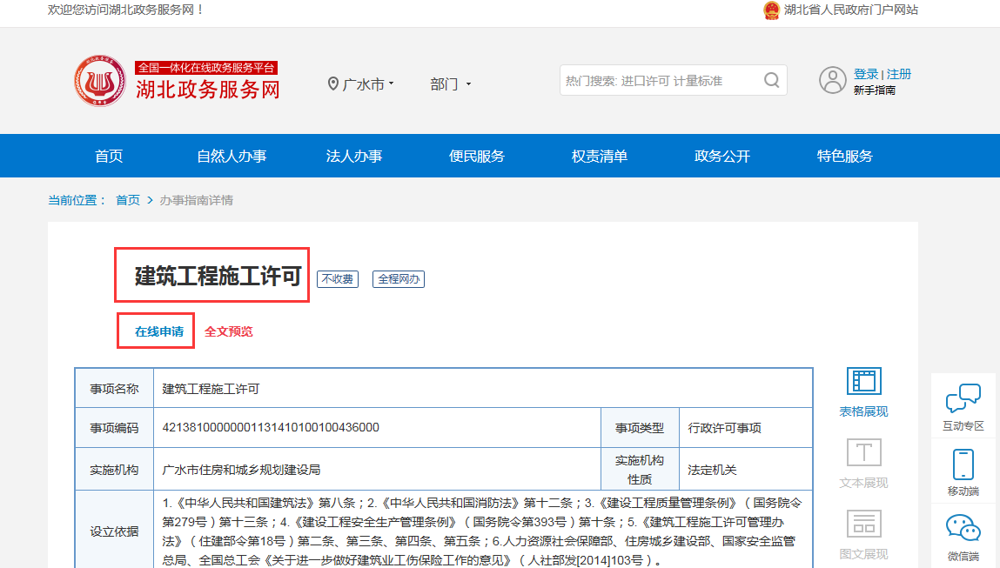 欢迎您访问湖北政务服务网！
湖北省人民政府门户网站
全国一体化在线政务服务平台
湖北政务服务网
广水市
部门
热门搜索: 进口许可 计量标准
登录 | 注册
新手指南
首页 自然人办事 法人办事 便民服务 权责清单 政务公开 特色服务
当前位置： 首页 > 办事指南详情
建筑工程施工许可 不收费 全程网办
在线申请 全文预览
事项名称 建筑工程施工许可
事项编码 42138100000001131410100100436000 事项类型 行政许可事项
实施机构 广水市住房和城乡规划建设局 实施机构
性质 法定机关
设立依据
1.《中华人民共和国建筑法》第八条；2.《中华人民共和国消防法》第十二条；3.《建设工程质量管理条例》（国务院令
第279号）第十三条；4.《建设工程安全生产管理条例》（国务院令第393号）第十条；5.《建筑工程施工许可管理办
法》（住建部令第18号）第二条、第三条、第四条、第五条；6.人力资源社会保障部、住房城乡建设部、国家安全监管
总局、全国总工会《关于进一步做好建筑业工伤保险工作的意见》（人社部发[2014]103号）。
表格展现
文本展现
图文展现
互动专区
移动端
微信端